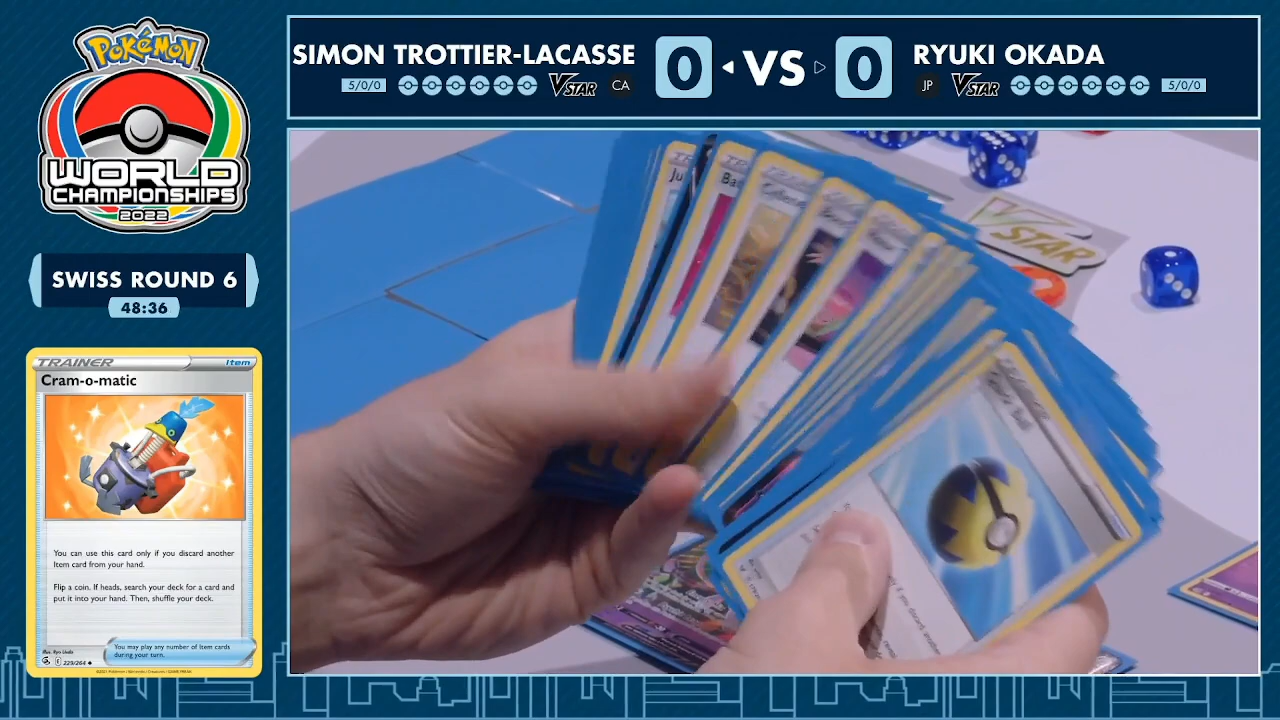 Pokémon
WORLD
CHAMPIONSHIPS
2022
SIMON TROTTIER-LACASSE
0
VS
0
RYUKI OKADA
5/0/0
VSTAR
CA
JP
VSTAR
5/0/0
SWISS ROUND 6
48:36
TRAINER
Item
Cram-o-matic
You can use this card only if you discard another
Item card from your hand.
Flip a coin. If heads, search your deck for a card and
put it into your hand. Then, shuffle your deck.
You may play any number of Item cards
during your turn.
229/264
VSTAR
Ball